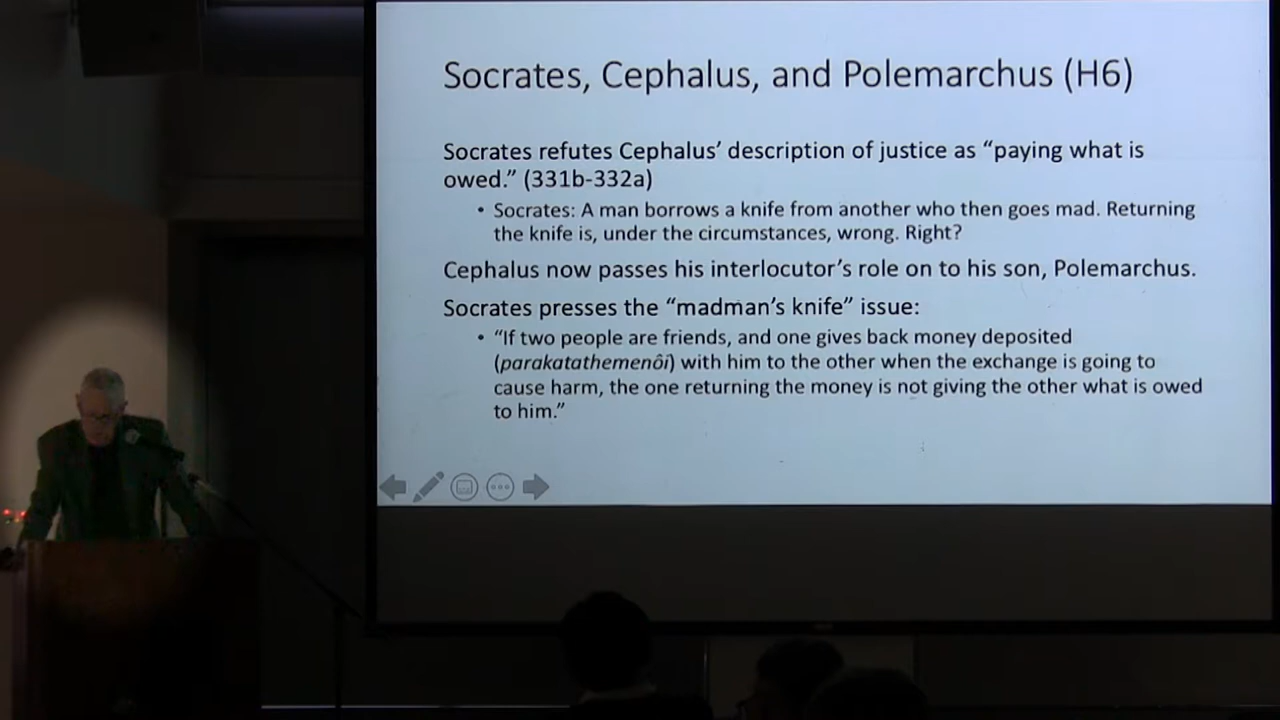 Socrates, Cephalus, and Polemarchus (H6)
Socrates refutes Cephalus’ description of justice as “paying what is
owed.” (331b-332a)
• Socrates: A man borrows a knife from another who then goes mad. Returning
the knife is, under the circumstances, wrong. Right?
Cephalus now passes his interlocutor’s role on to his son, Polemarchus.
Socrates presses the “madman’s knife” issue:
• “If two people are friends, and one gives back money deposited
(parakatathemenôi) with him to the other when the exchange is going to
cause harm, the one returning the money is not giving the other what is owed
to him.”